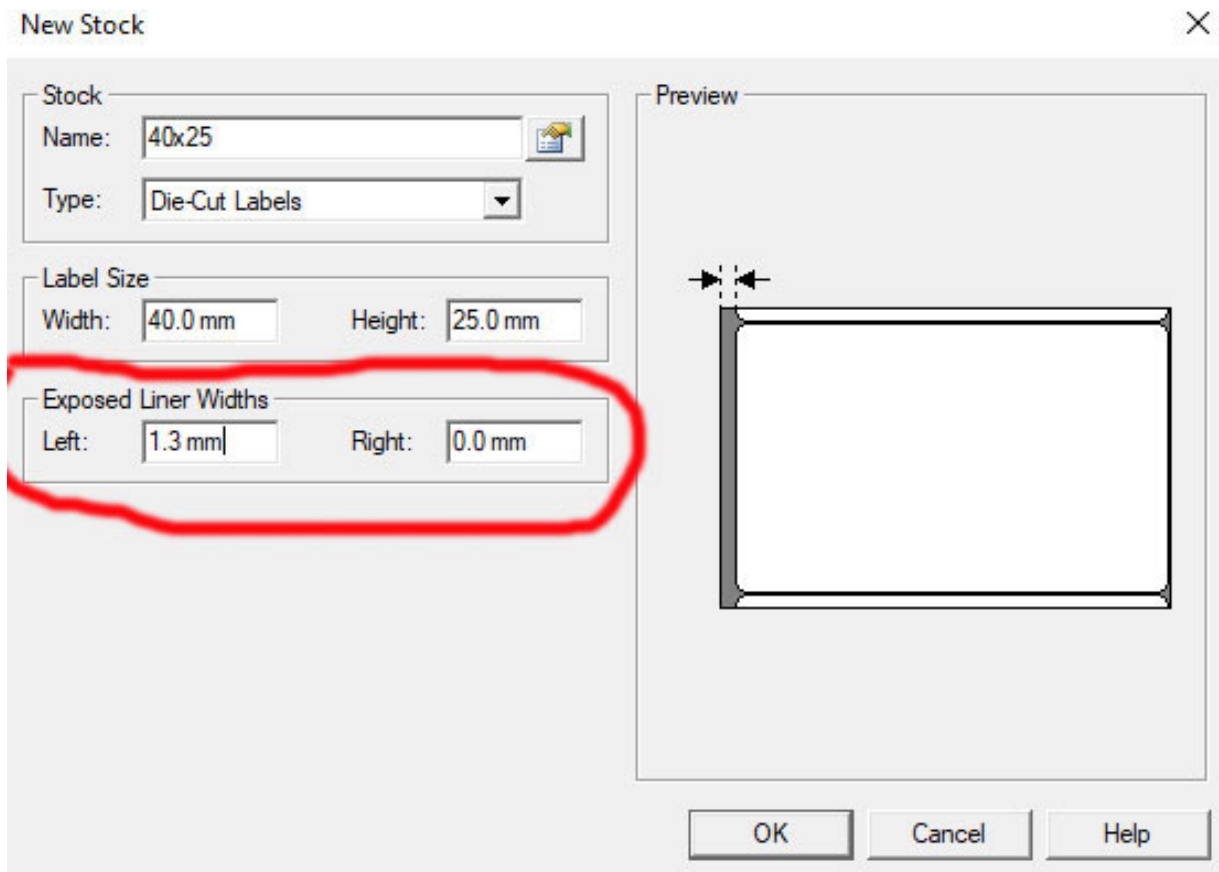 New Stock
Stock
Name: 40x25
Type: Die-Cut Labels
Label Size
Width: 40.0 mm Height: 25.0 mm
Exposed Liner Widths
Left: 1.3 mm Right: 0.0 mm
Preview
OK Cancel Help